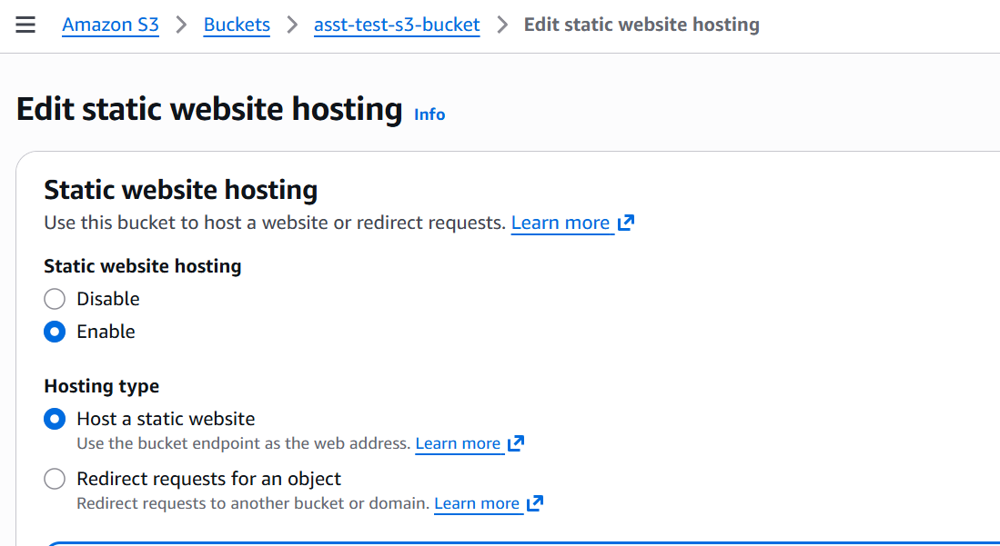 Amazon S3 > Buckets > asst-test-s3-bucket > Edit static website hosting
Edit static website hosting Info
Static website hosting
Use this bucket to host a website or redirect requests. Learn more
Static website hosting
Disable
Enable
Hosting type
Host a static website
Use the bucket endpoint as the web address. Learn more
Redirect requests for an object
Redirect requests to another bucket or domain. Learn more